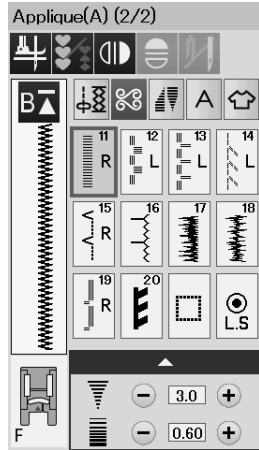 Applique(A) (2/2)
B A
11 R 12 L 13 L 14 L
15 R 16 17 18
19 R 20 L.S
3.0
F 0.60